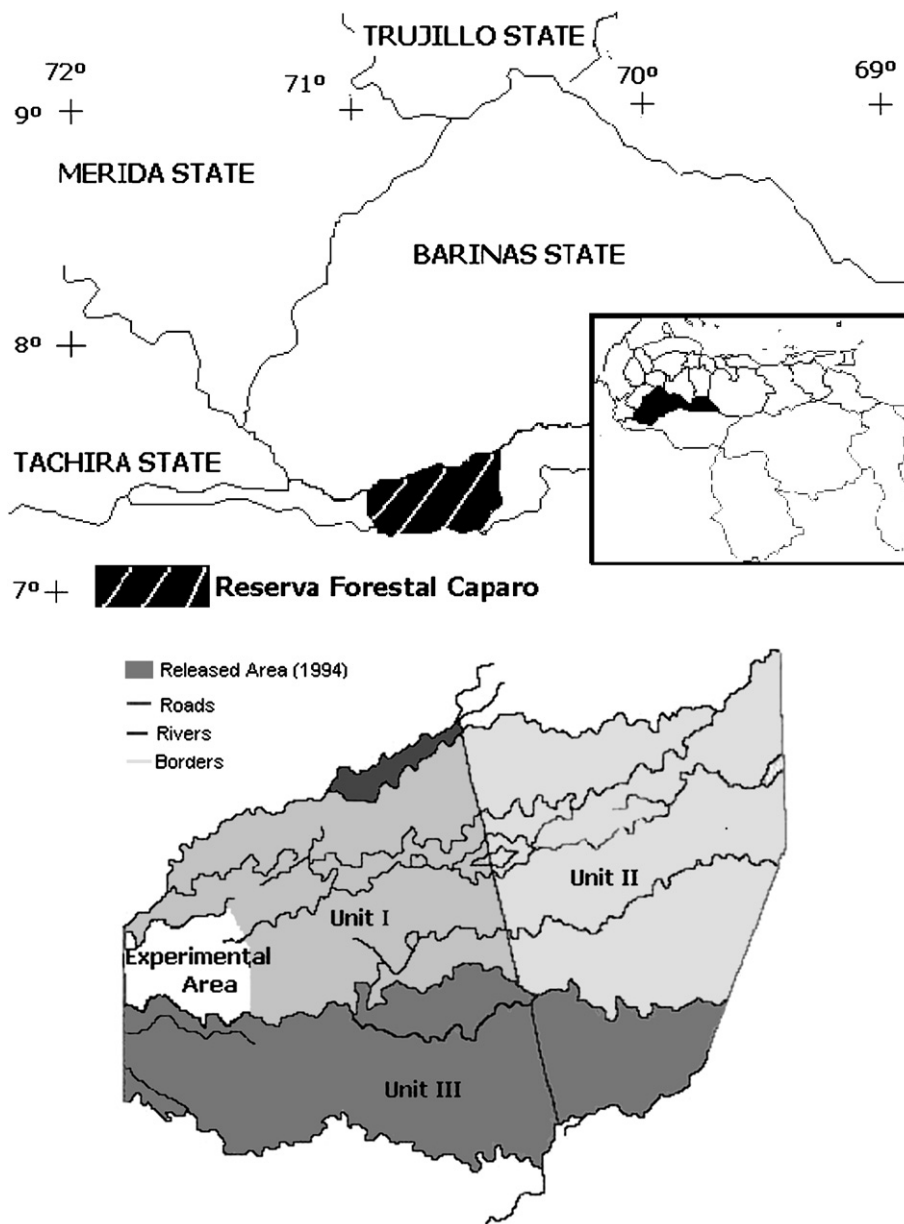 TRUJILLO STATE
72º
71º
70º
69º
9º
MERIDA STATE
BARINAS STATE
8º
TACHIRA STATE
7º
Reserva Forestal Caparo
Released Area (1994)
Roads
Rivers
Borders
Unit II
Unit I
Experimental
Area
Unit III